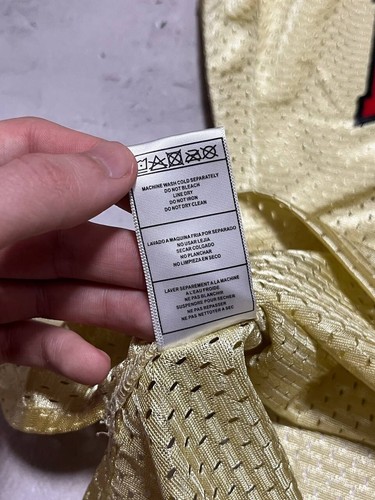 MACHINE WASH COLD SEPARATELY
DO NOT BLEACH
LINE DRY
DO NOT IRON
DO NOT DRY CLEAN
LAVADO A MAQUINA FRIA POR SEPARADO
NO USAR LEJIA
SECAR COLGADO
NO PLANCHAR
NO LIMPIEZA EN SECO
LAVER SEPAREMENT A LA MACHINE
A L'EAU FROIDE
NE PAS BLANCHIR
SUSPENDRE POUR SECHER
NE PAS REPASSER
NE PAS NETTOYER A SEC